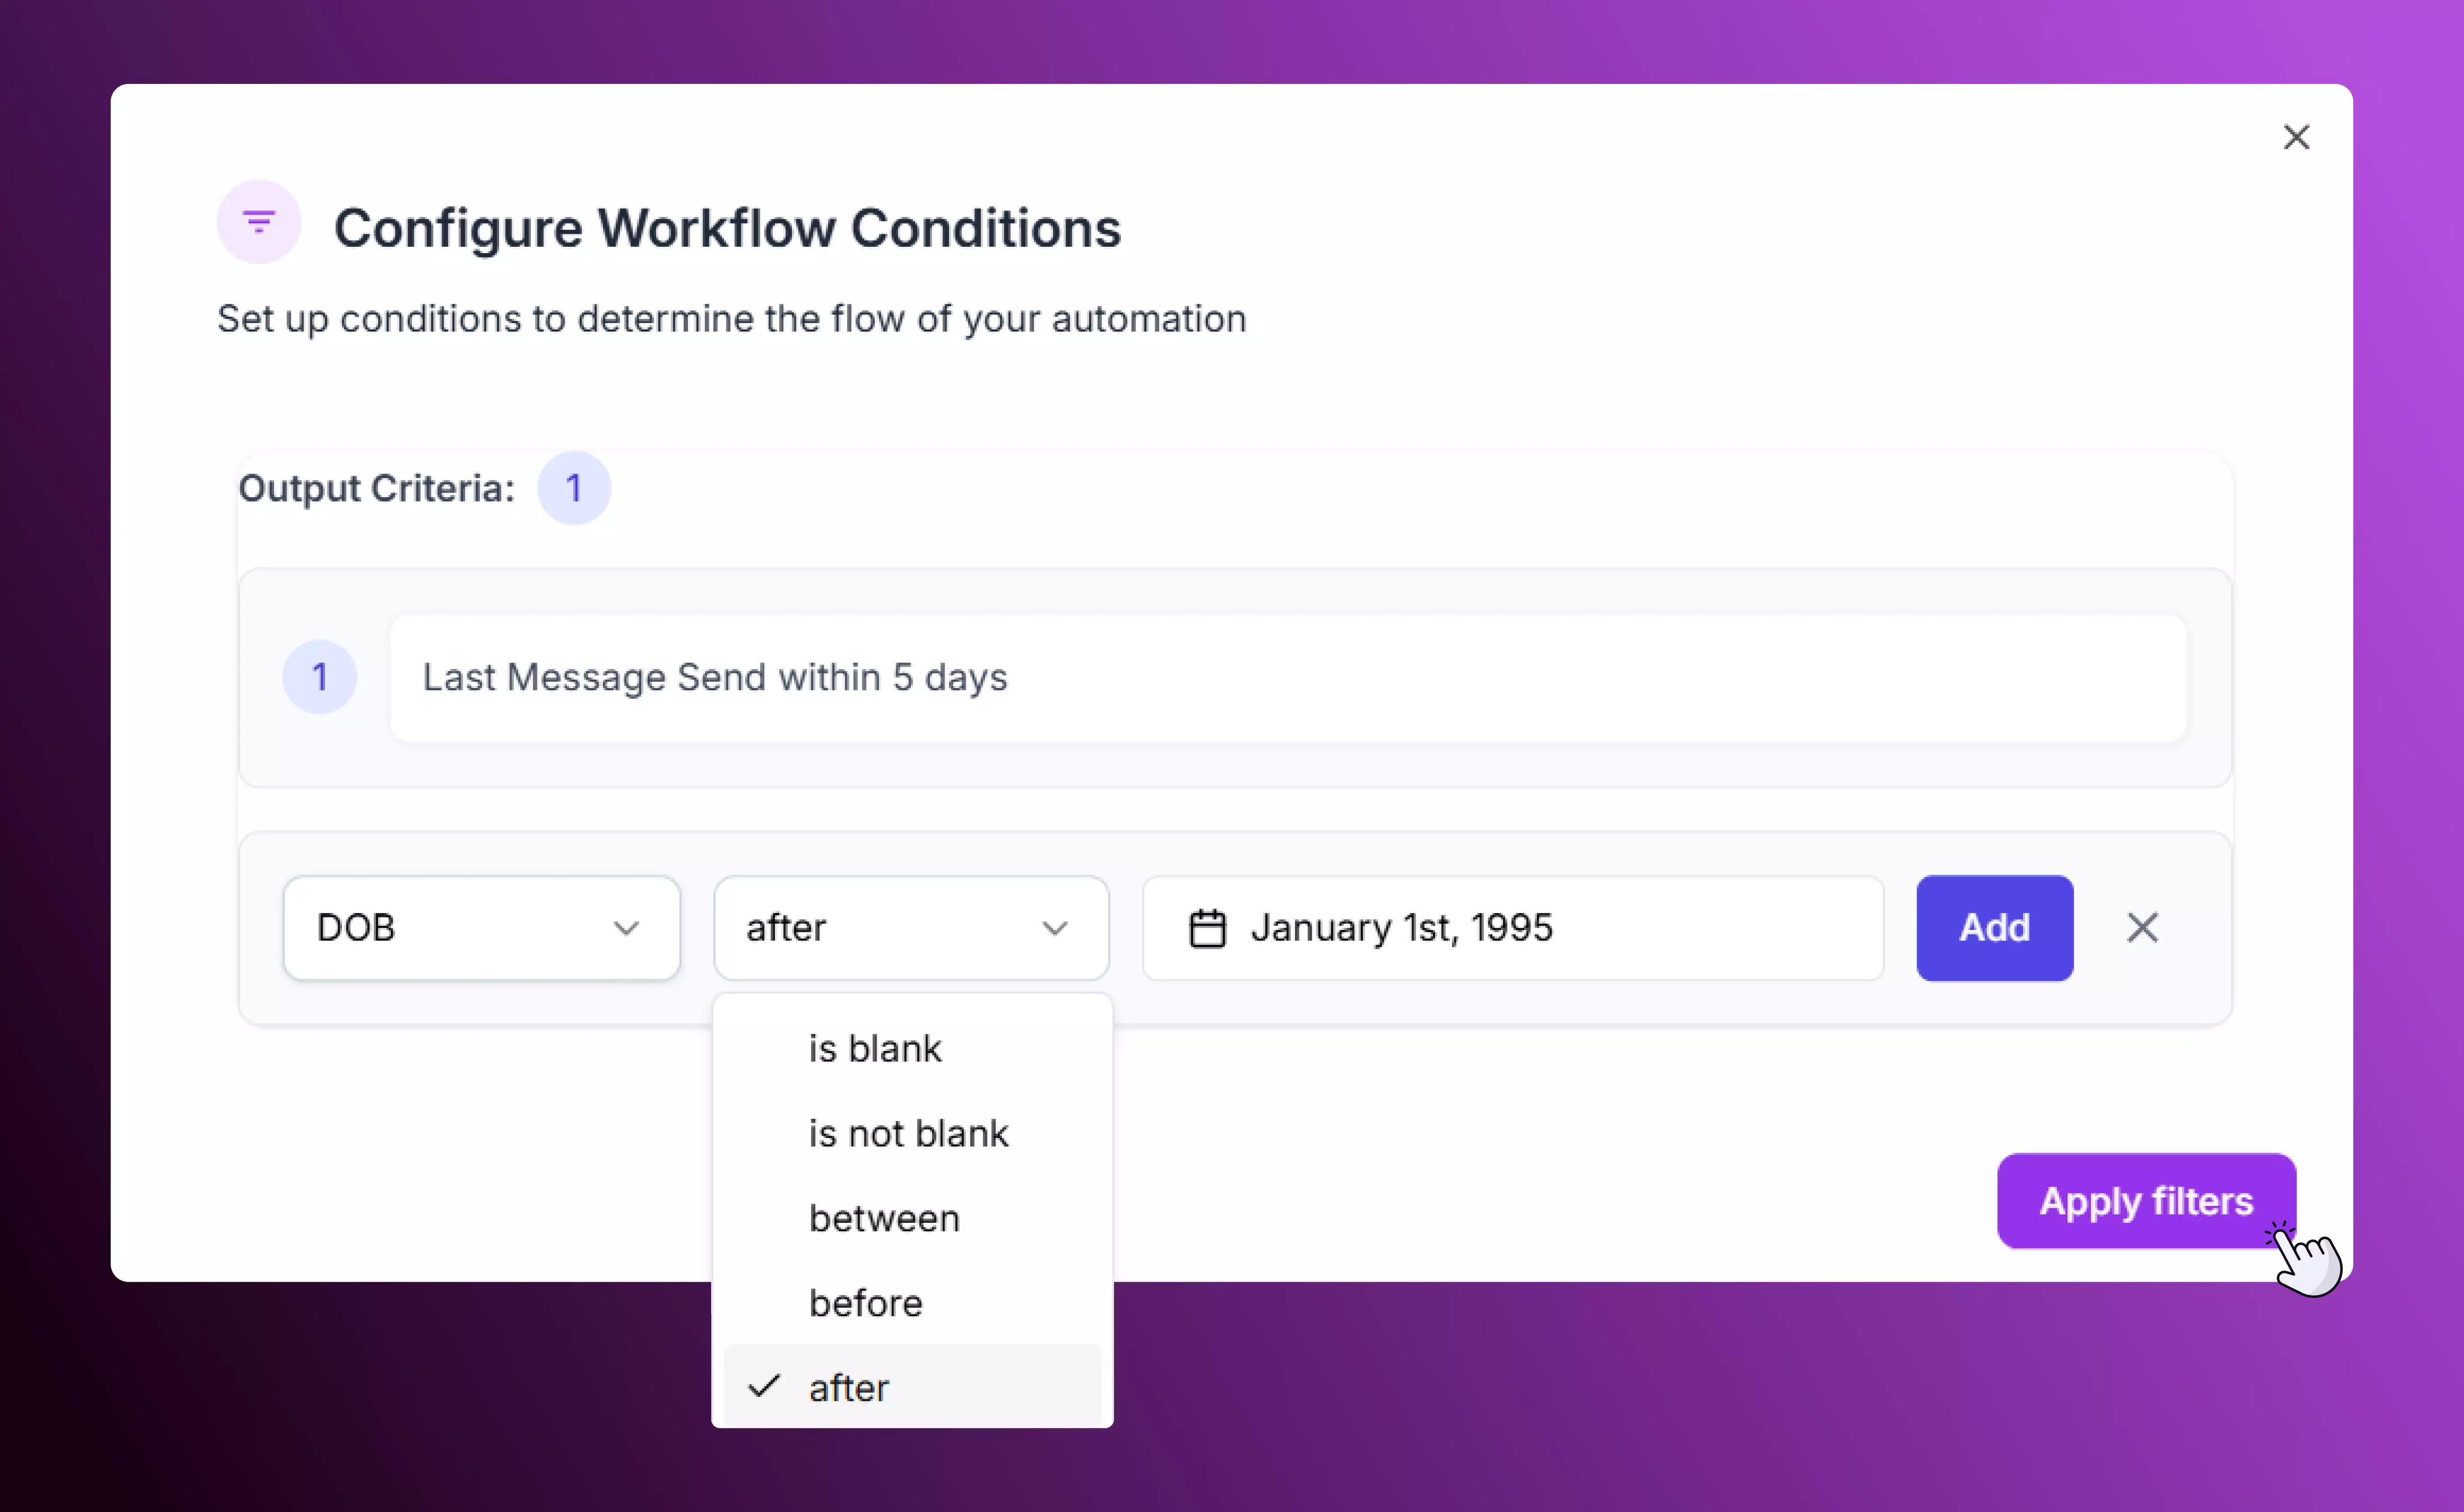 Configure Workflow Conditions
Set up conditions to determine the flow of your automation
Output Criteria: 1
1 Last Message Send within 5 days
DOB after January 1st, 1995 Add
is blank
is not blank
between
before
after
Apply filters